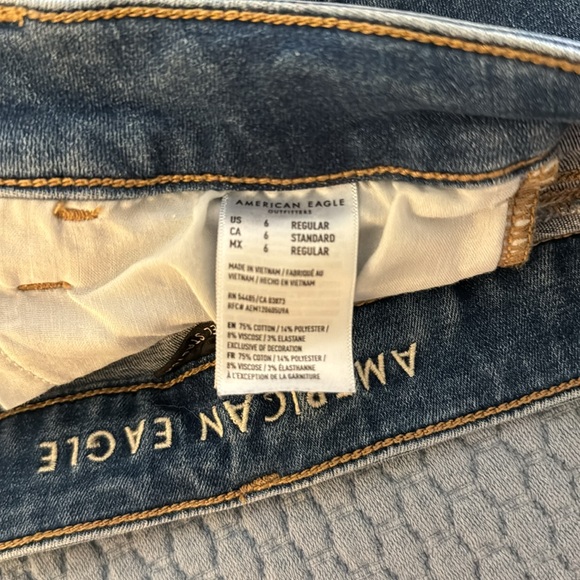 AMERICAN EAGLE
OUTFITTERS
US 6 REGULAR
CA 6 STANDARD
MX 6 REGULAR
MADE IN VIETNAM / FABRIQUÉ AU
VIETNAM / HECHO EN VIETNAM
RN 54485/CA 03873
RFC# AEM120605U9A
EN 75% COTTON / 14% POLYESTER /
8% VISCOSE / 3% ELASTANE
EXCLUSIVE OF DECORATION
FR 75% COTON / 14% POLYESTER /
8% VISCOSE / 3% ÉLASTHANNE
À L'EXCEPTION DE LA GARNITURE
AMERICAN EAGLE